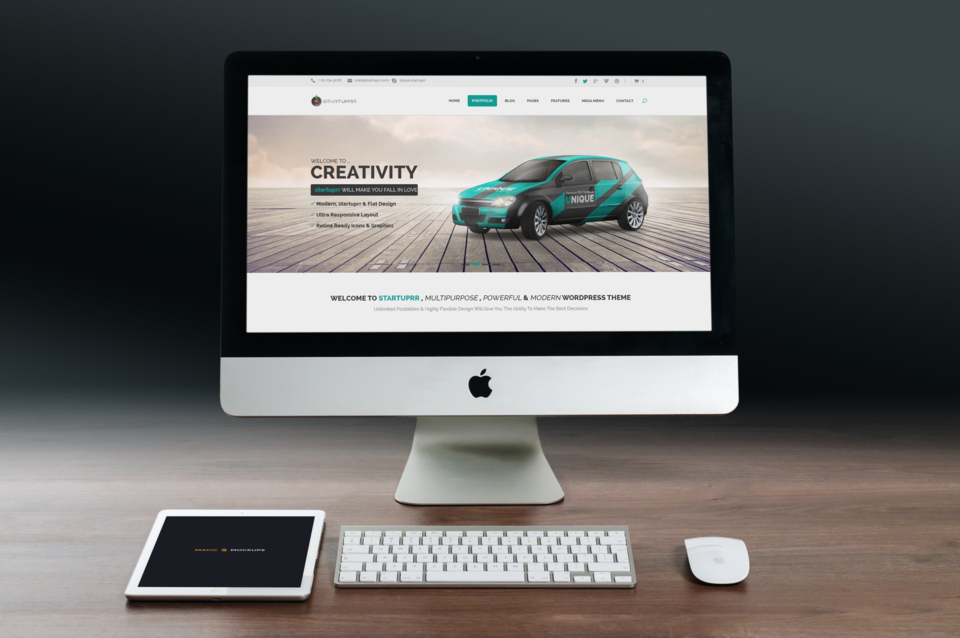 STARTUPRR
HOME PORTFOLIO BLOG PAGES FEATURES MEGA MENU CONTACT
WELCOME TO ...
CREATIVITY
startuprr WILL MAKE YOU FALL IN LOVE
Modern, startuprr & Flat Design
Ultra Responsive Layout
Retina Ready Icons & Graphics
UNIQUE
WELCOME TO STARTUPRR , MULTIPURPOSE , POWERFUL & MODERN WORDPRESS THEME
Unlimited Modalities & Highly Flexible Design Will Give You The Ability To Make The Best Decisions
MAGIC MOCKUPS